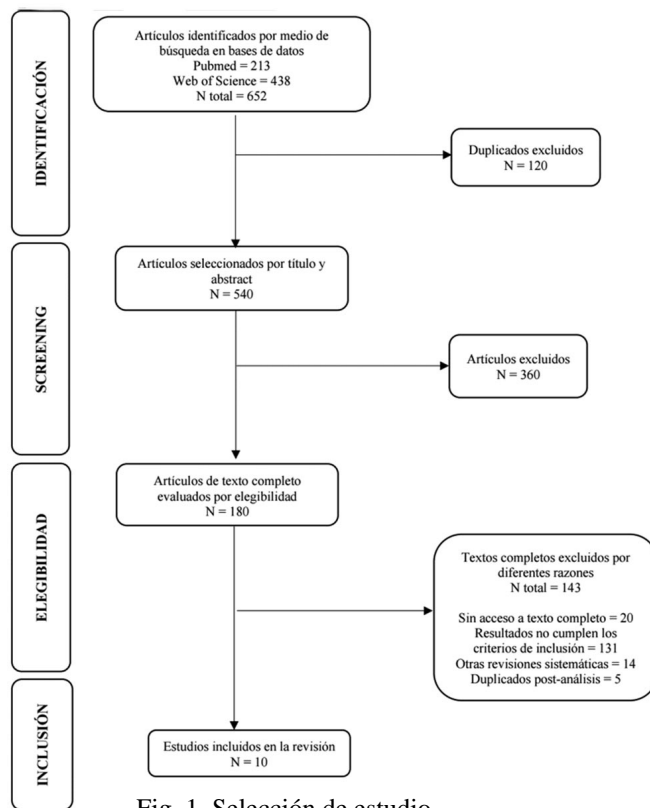 IDENTIFICACIÓN
Artículos identificados por medio de
búsqueda en bases de datos
Pubmed = 213
Web of Science = 438
N total = 652
Duplicados excluidos
N = 120
SCREENING
Artículos seleccionados por título y
abstract
N = 540
Artículos excluidos
N = 360
ELEGIBILIDAD
Artículos de texto completo
evaluados por elegibilidad
N = 180
Textos completos excluidos por
diferentes razones
N total = 143
Sin acceso a texto completo = 20
Resultados no cumplen los
criterios de inclusión = 131
Otras revisiones sistemáticas = 14
Duplicados post-análisis = 5
INCLUSIÓN
Estudios incluidos en la revisión
N = 10
Fig. 1. Selección de estudio